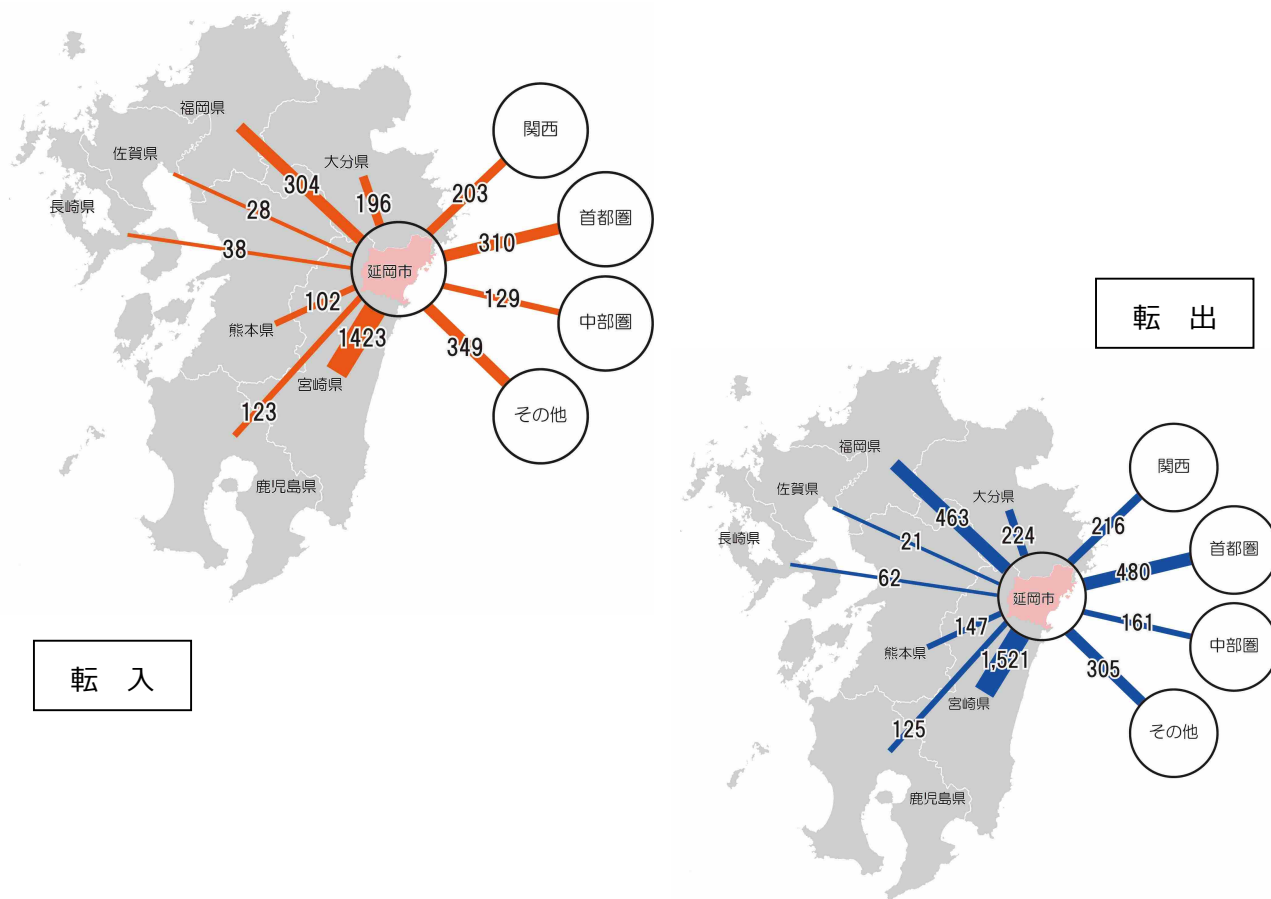 福岡県
佐賀県
長崎県
大分県
熊本県
宮崎県
鹿児島県
延岡市
関西
首都圏
中部圏
その他
304
28
38
196
102
1423
123
203
310
129
349
転 入
転 出
福岡県
佐賀県
長崎県
大分県
熊本県
宮崎県
鹿児島県
延岡市
関西
首都圏
中部圏
その他
463
21
62
224
147
1,521
125
216
480
161
305